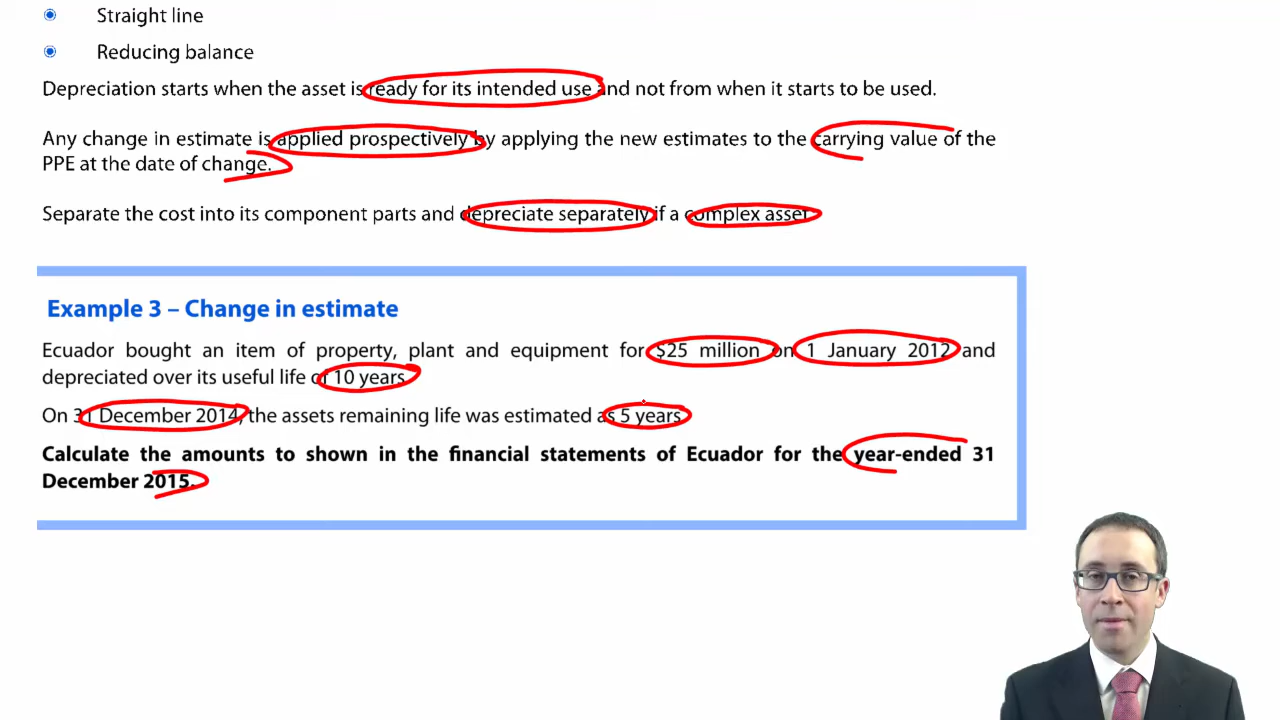 Straight line
Reducing balance
Depreciation starts when the asset is ready for its intended use and not from when it starts to be used.
Any change in estimate is applied prospectively by applying the new estimates to the carrying value of the
PPE at the date of change.
Separate the cost into its component parts and depreciate separately if a complex asset
Example 3 – Change in estimate
Ecuador bought an item of property, plant and equipment for $25 million on 1 January 2012 and
depreciated over its useful life of 10 years
On 31 December 2014, the assets remaining life was estimated as 5 years
Calculate the amounts to shown in the financial statements of Ecuador for the year-ended 31
December 2015.